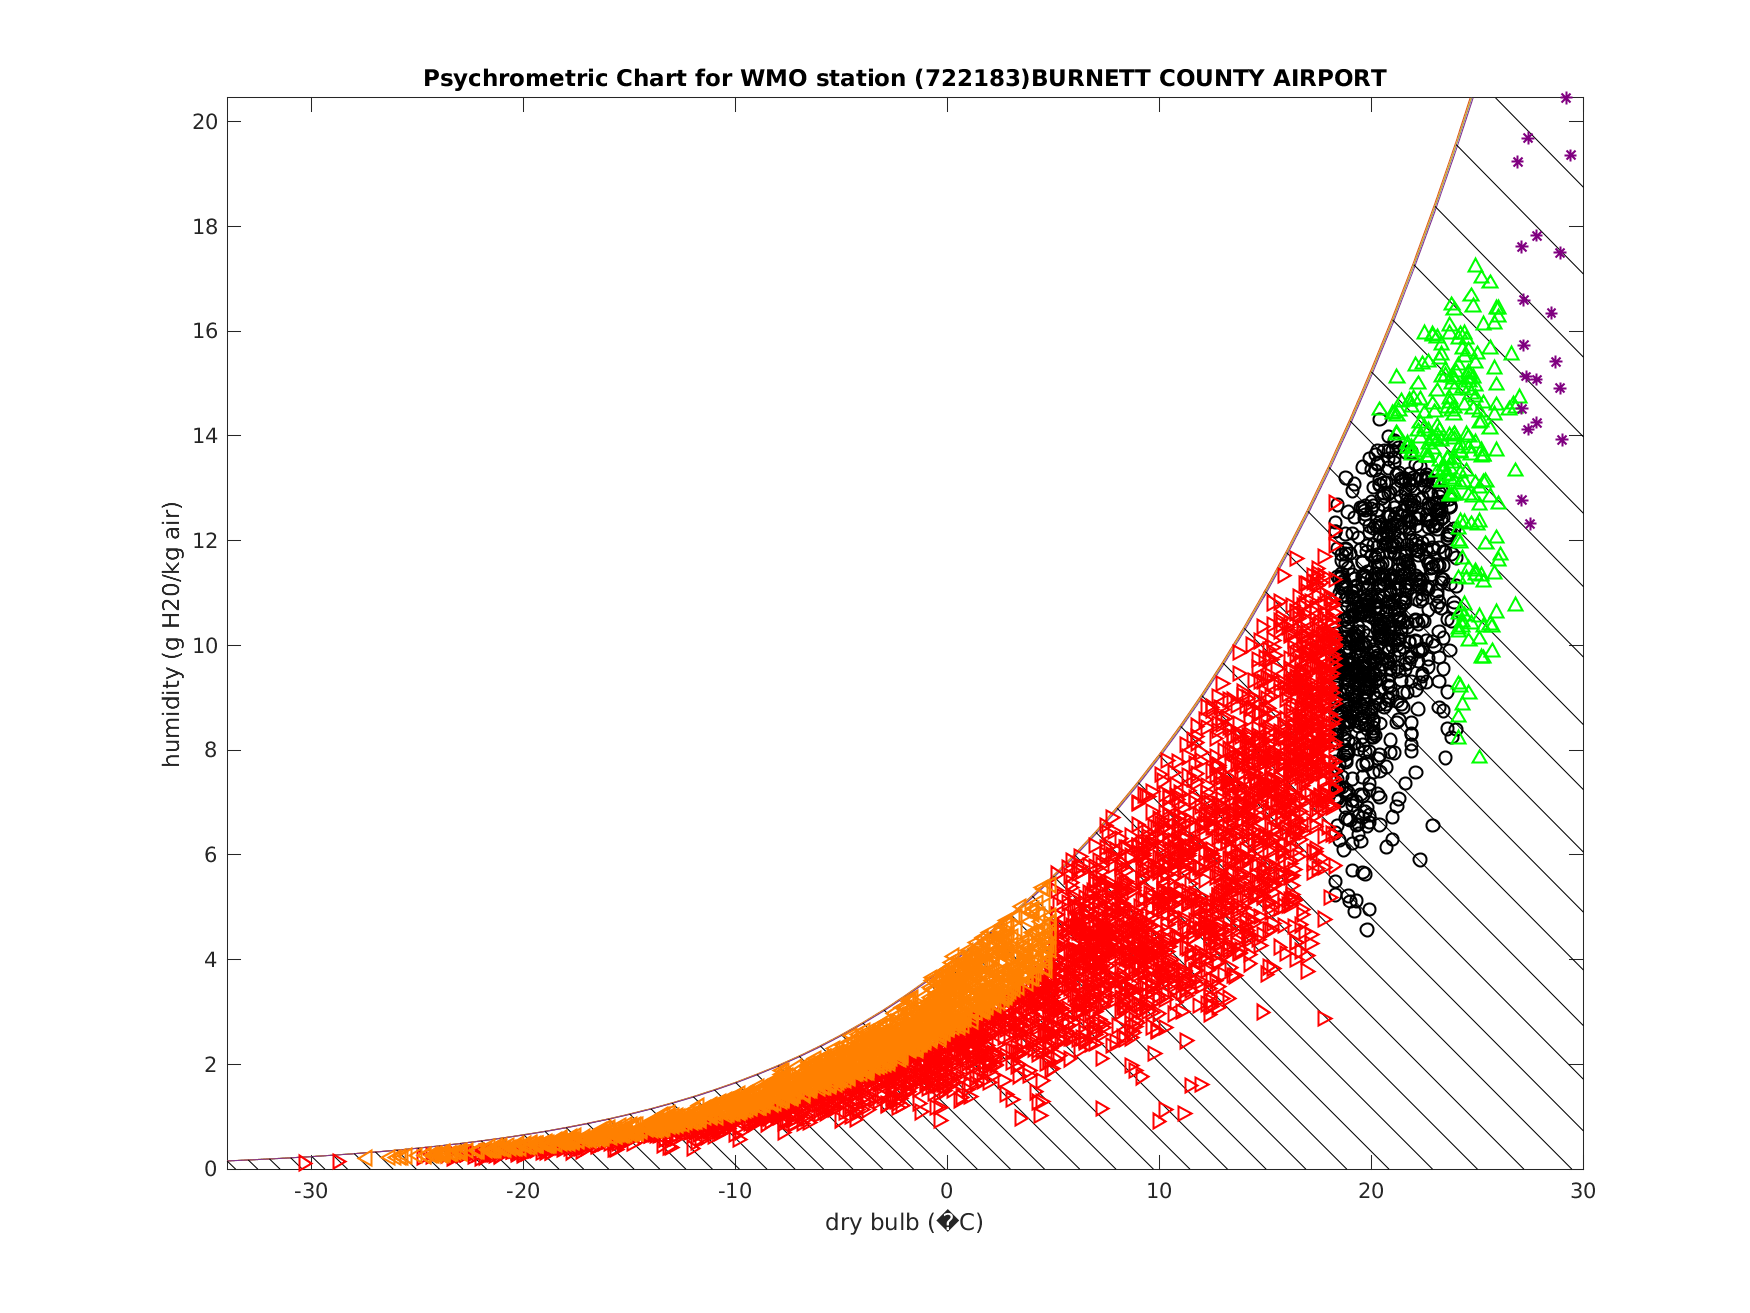 Psychrometric Chart for WMO station (722183)BURNETT COUNTY AIRPORT
20
18
16
14
12
10
8
6
4
2
0
humidity (g H20/kg air)
-30 -20 -10 0 10 20 30
dry bulb (�C)